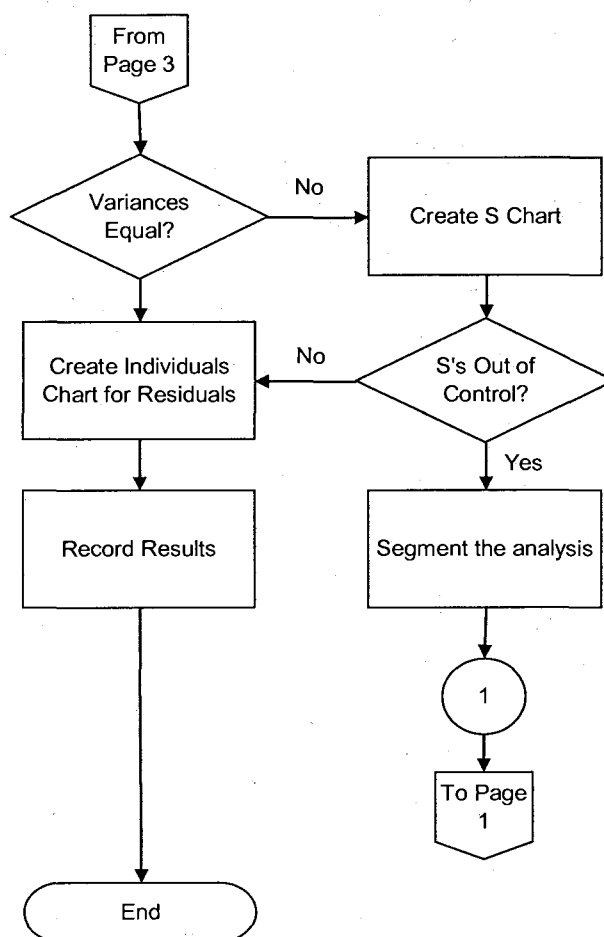 From
Page 3
Variances
Equal?
No
Create S Chart
Create Individuals
Chart for Residuals
No
S's Out of
Control?
Yes
Record Results
Segment the analysis
1
To Page
1
End